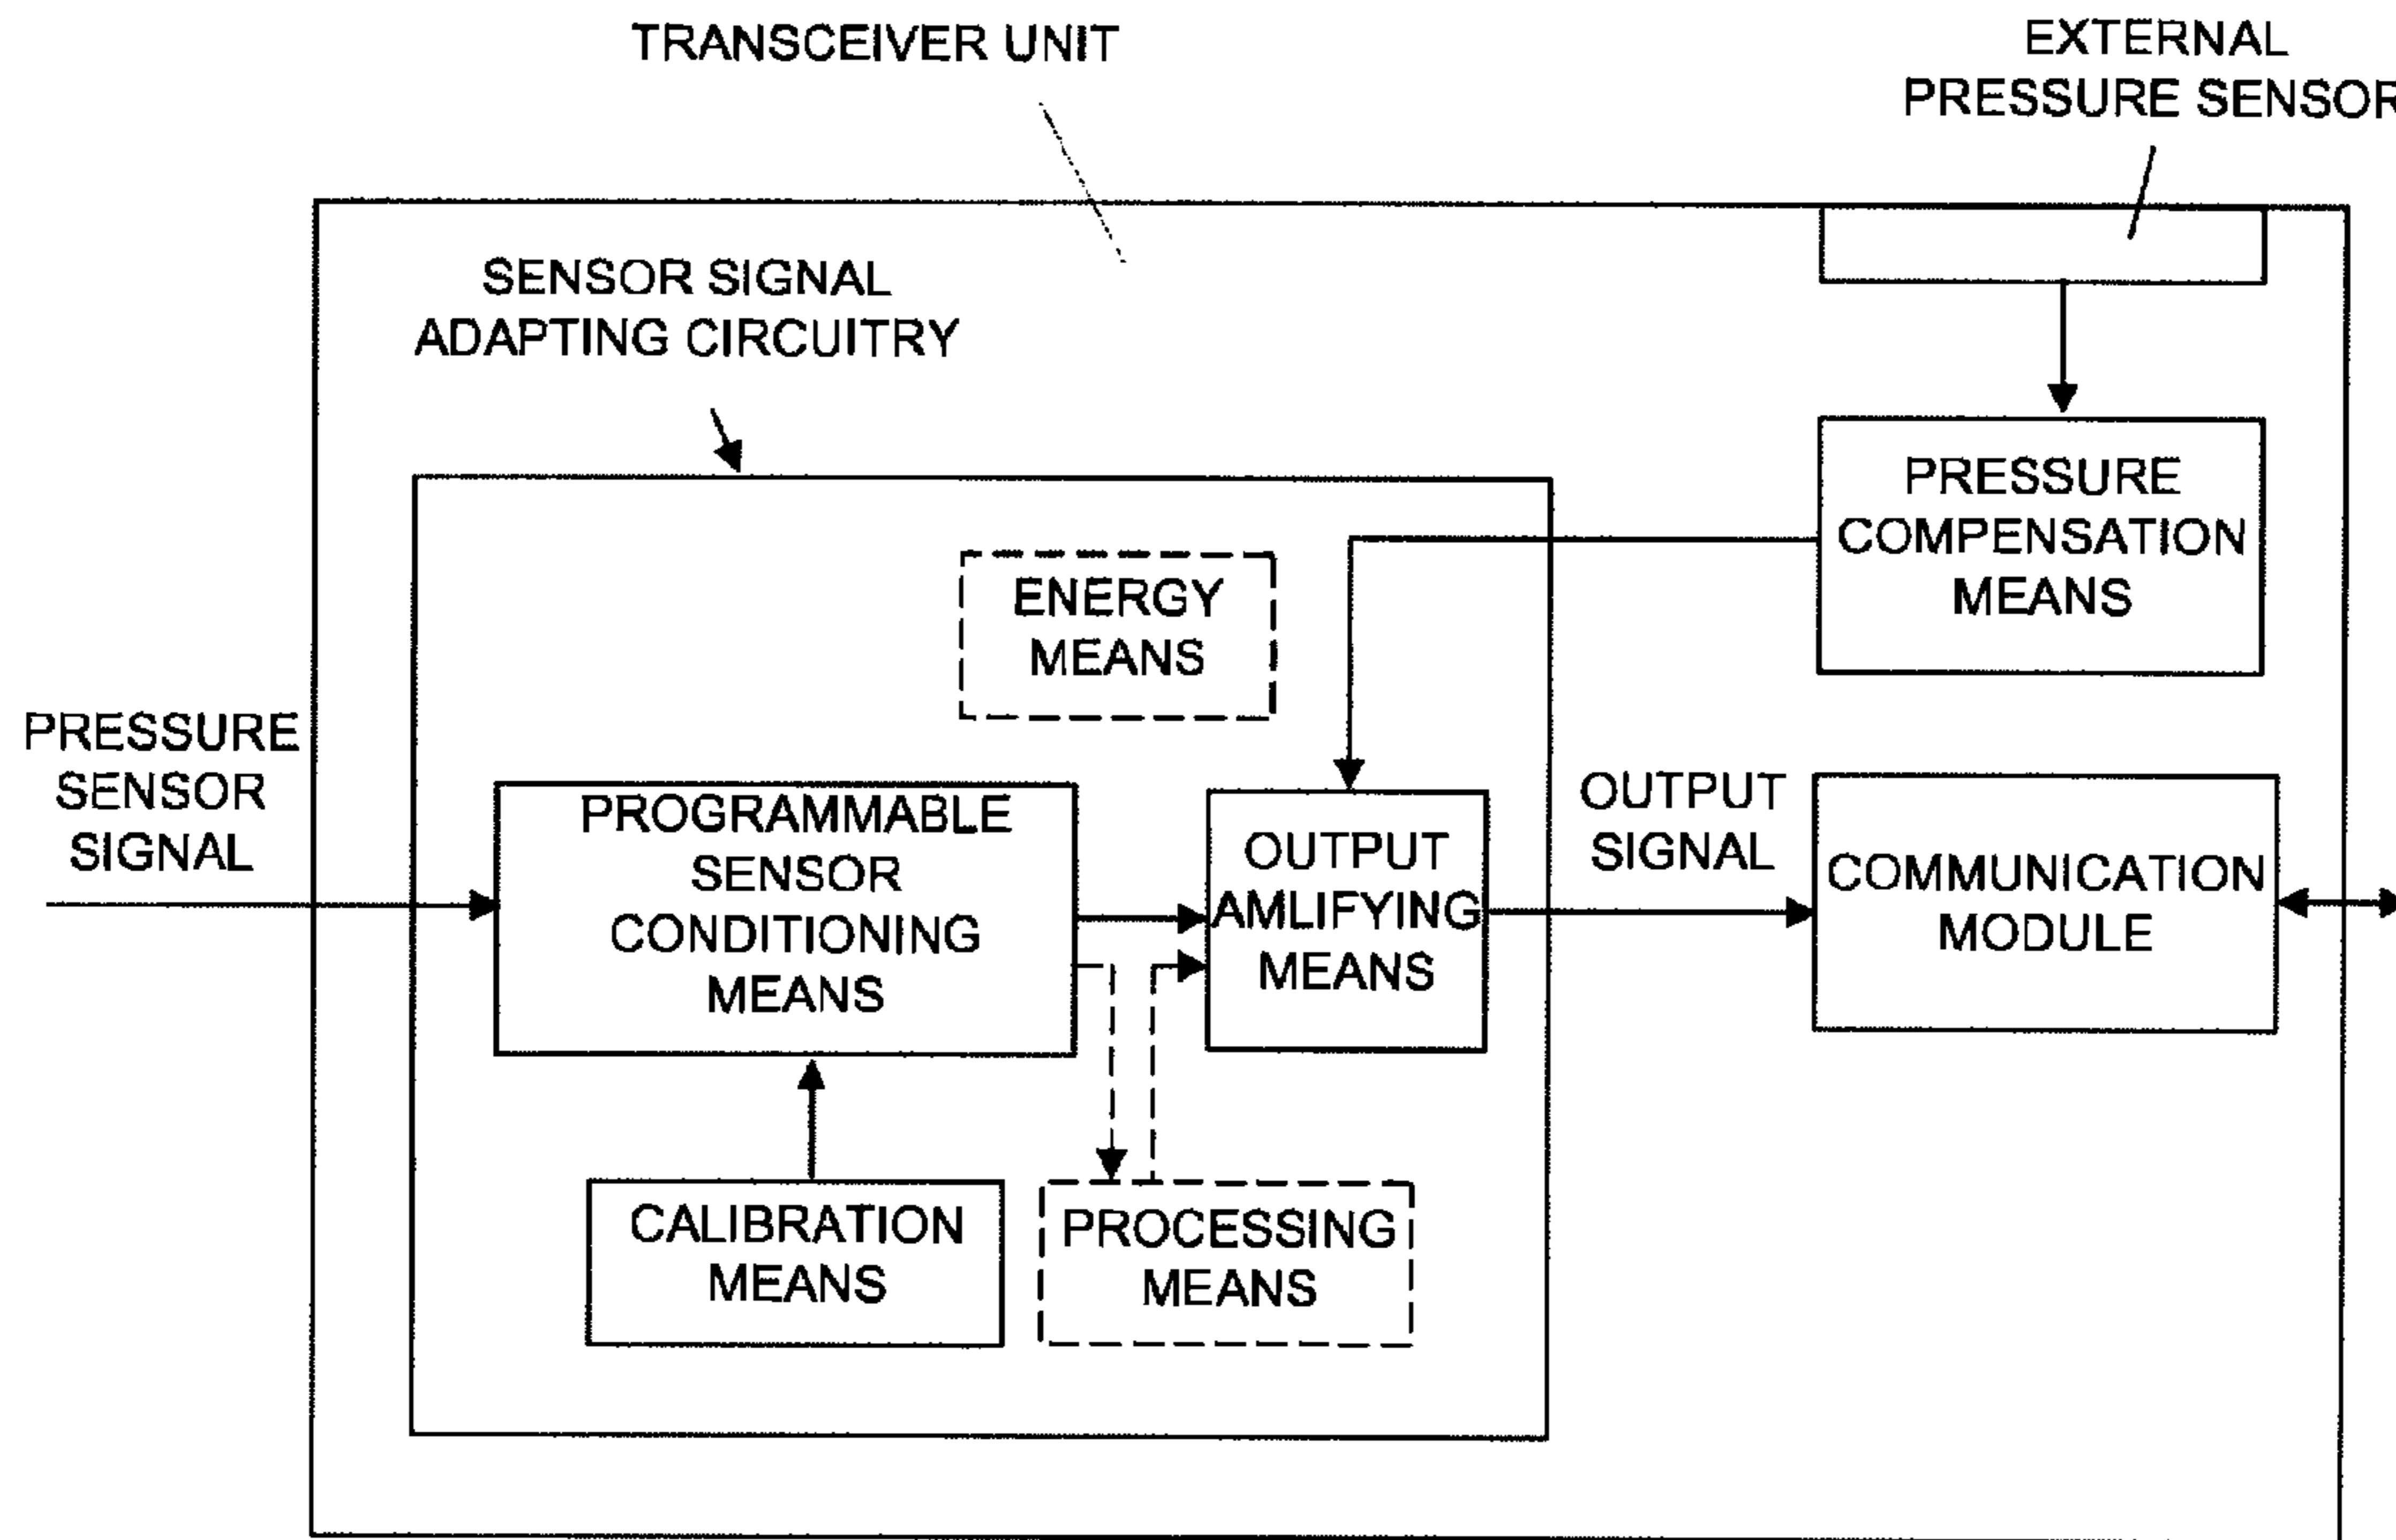 TRANSCEIVER UNIT
EXTERNAL
PRESSURE SENSOR
SENSOR SIGNAL
ADAPTING CIRCUITRY
PRESSURE
COMPENSATION
MEANS
ENERGY
MEANS
PRESSURE
SENSOR
SIGNAL
PROGRAMMABLE
SENSOR
CONDITIONING
MEANS
OUTPUT
AMLIFYING
MEANS
OUTPUT
SIGNAL
COMMUNICATION
MODULE
CALIBRATION
MEANS
PROCESSING
MEANS